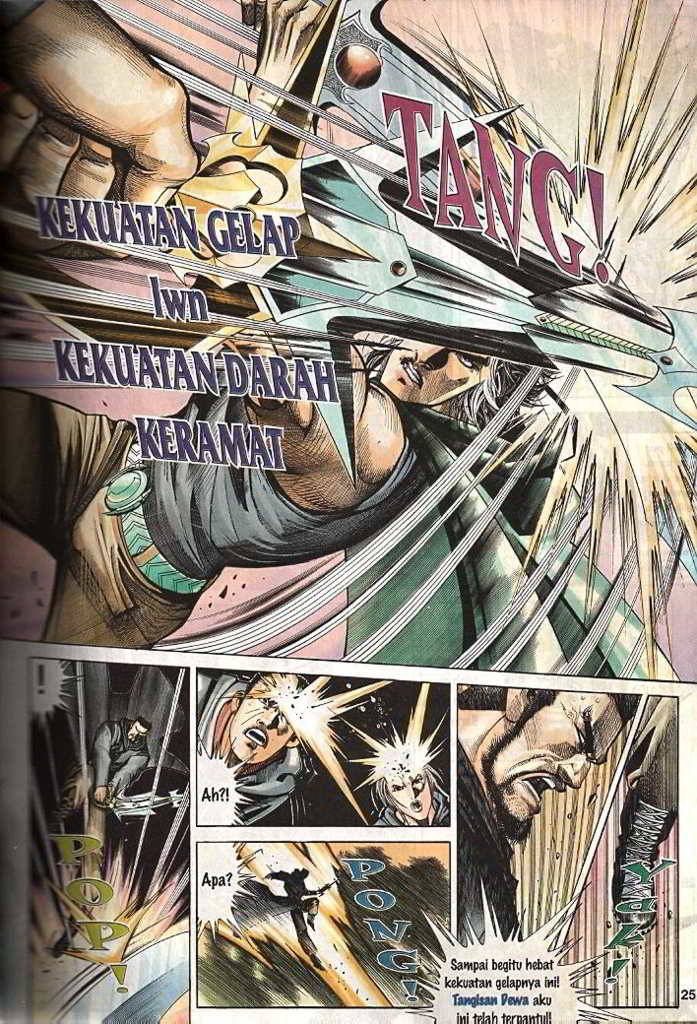 TANG!
KEKUATAN GELAP
lwn
KEKUATAN DARAH
KERAMAT
!
POP!
Ah?!
Apa?
PONG!
YAK!
Sampai begitu hebat
kekuatan gelapnya ini!
Tangisan Dewa aku
ini telah terpantul!
25